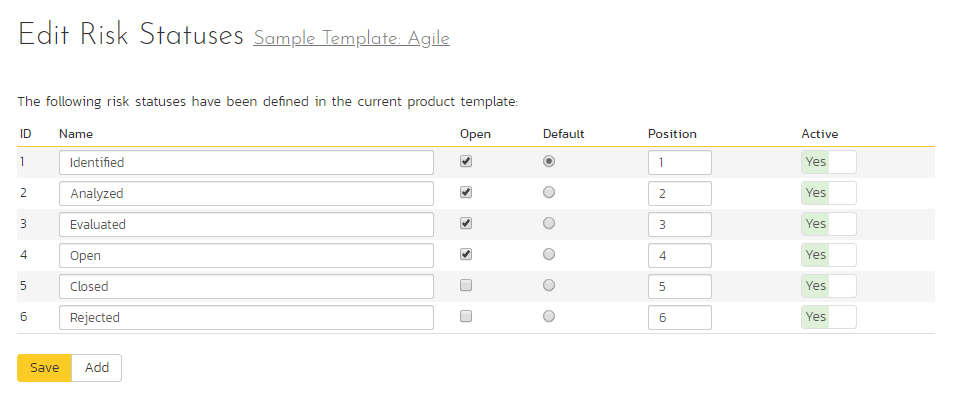 Edit Risk Statuses Sample Template: Agile
The following risk statuses have been defined in the current product template:
ID Name Open Default Position Active
1 Identified 1 Yes
2 Analyzed 2 Yes
3 Evaluated 3 Yes
4 Open 4 Yes
5 Closed 5 Yes
6 Rejected 6 Yes
Save Add